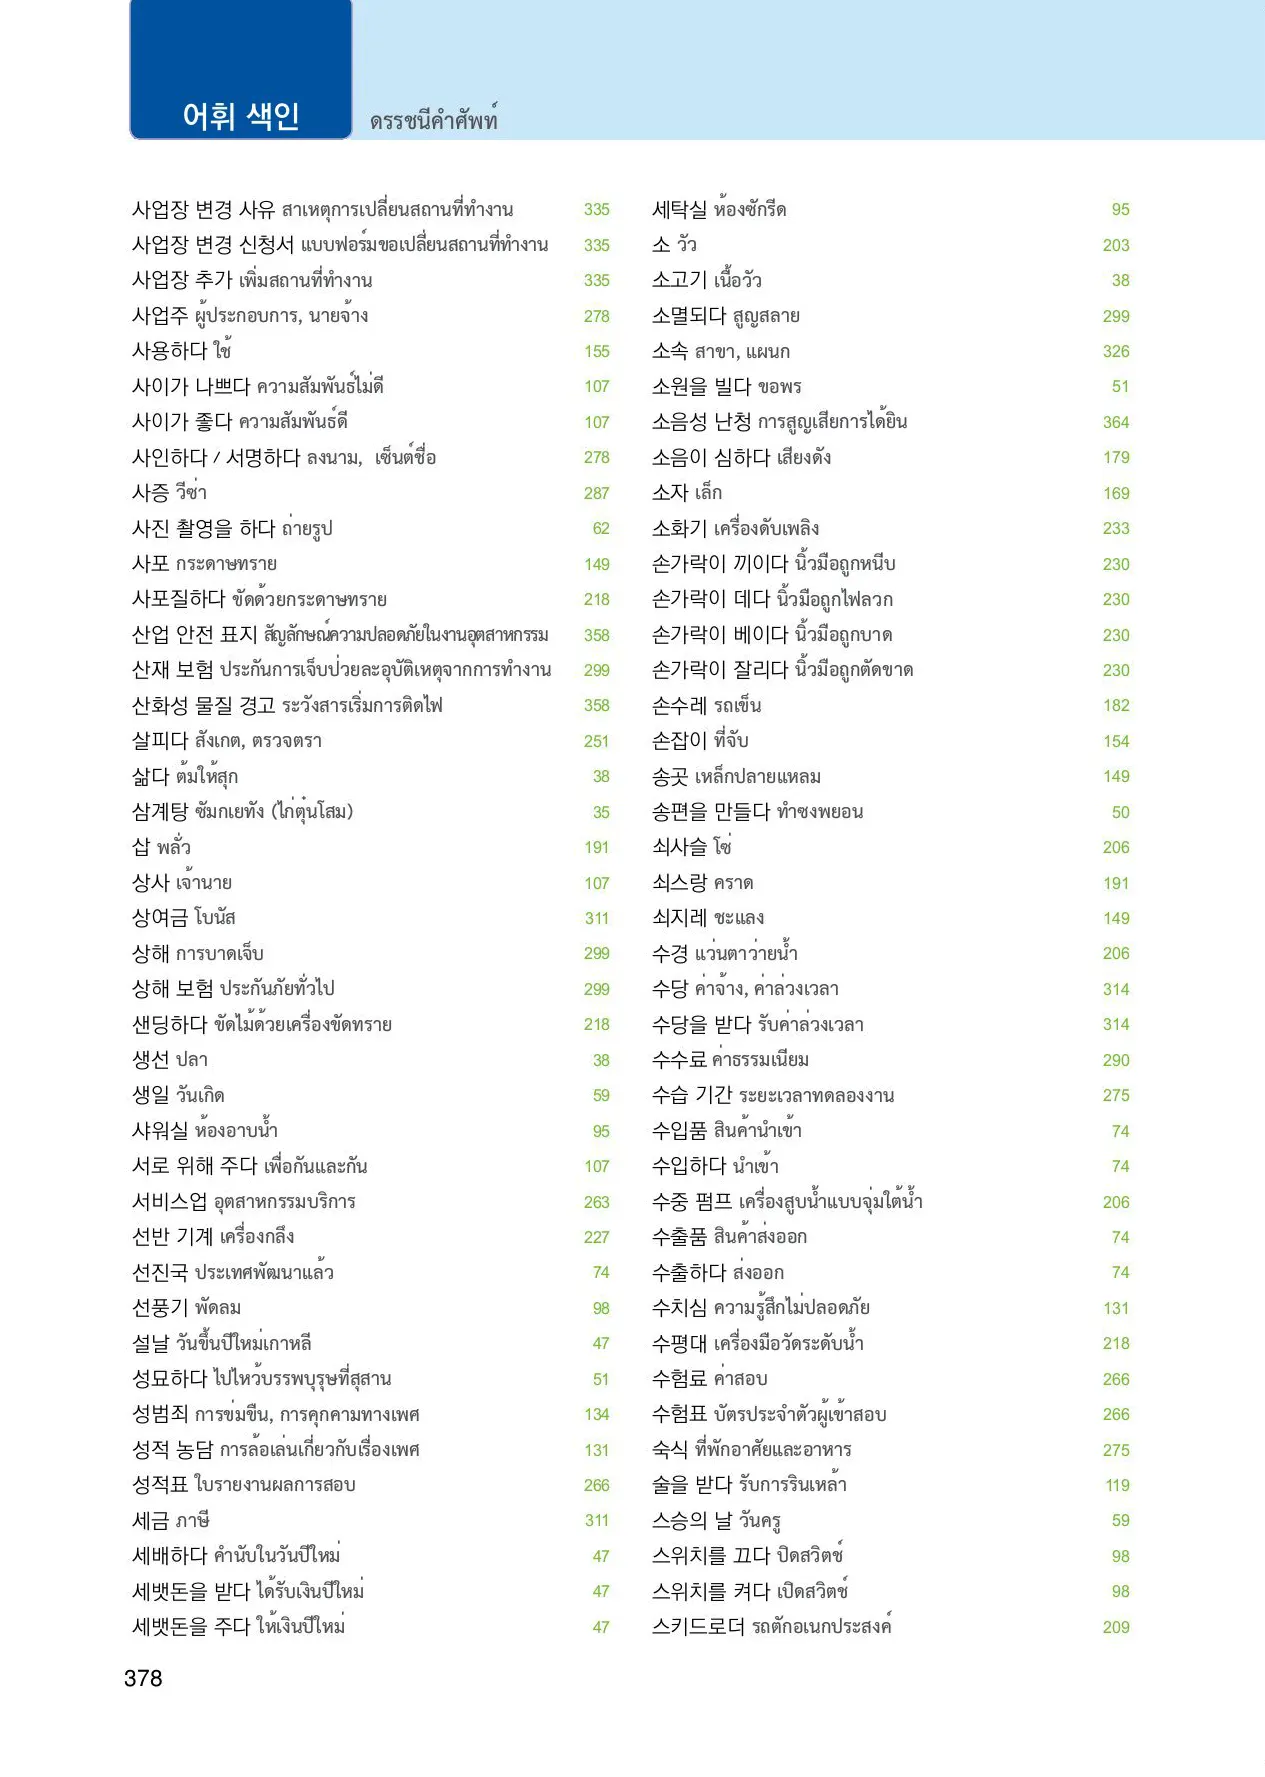 어휘 색인 ดรรชนีคำศัพท์
사업장 변경 사유 สาเหตุการเปลี่ยนสถานที่ทำงาน 335
사업장 변경 신청서 แบบฟอร์มขอเปลี่ยนสถานที่ทำงาน 335
사업장 추가 เพิ่มสถานที่ทำงาน 335
사업주 ผู้ประกอบการ, นายจ้าง 278
사용하다 ใช้ 155
사이가 나쁘다 ความสัมพันธ์ไม่ดี 107
사이가 좋다 ความสัมพันธ์ดี 107
사인하다 / 서명하다 ลงนาม, เซ็นต์ชื่อ 278
사증 วีซ่า 287
사진 촬영을 하다 ถ่ายรูป 62
사포 กระดาษทราย 149
사포질하다 ขัดด้วยกระดาษทราย 218
산업 안전 표지 สัญลักษณ์ความปลอดภัยในงานอุตสาหกรรม 358
산재 보험 ประกันการเจ็บป่วยละอุบัติเหตุจากการทำงาน 299
산화성 물질 경고 ระวังสารเริ่มการติดไฟ 358
살피다 สังเกต, ตรวจตรา 251
삶다 ต้มให้สุก 38
삼계탕 ซัมกเยทัง (ไก่ตุ๋นโสม) 35
삽 พลั่ว 191
상사 เจ้านาย 107
상여금 โบนัส 311
상해 การบาดเจ็บ 299
상해 보험 ประกันภัยทั่วไป 299
샌딩하다 ขัดไม้ด้วยเครื่องขัดทราย 218
생선 ปลา 38
생일 วันเกิด 59
샤워실 ห้องอาบน้ำ 95
서로 위해 주다 เพื่อกันและกัน 107
서비스업 อุตสาหกรรมบริการ 263
선반 기계 เครื่องกลึง 227
선진국 ประเทศพัฒนาแล้ว 74
선풍기 พัดลม 98
설날 วันขึ้นปีใหม่เกาหลี 47
성묘하다 ไปไหว้บรรพบุรุษที่สุสาน 51
성범죄 การข่มขืน, การคุกคามทางเพศ 134
성적 농담 การล้อเล่นเกี่ยวกับเรื่องเพศ 131
성적표 ใบรายงานผลการสอบ 266
세금 ภาษี 311
세배하다 คำนับในวันปีใหม่ 47
세뱃돈을 받다 ได้รับเงินปีใหม่ 47
세뱃돈을 주다 ให้เงินปีใหม่ 47
세탁실 ห้องซักรีด 95
소 วัว 203
소고기 เนื้อวัว 38
소멸되다 สูญสลาย 299
소속 สาขา, แผนก 326
소원을 빌다 ขอพร 51
소음성 난청 การสูญเสียการได้ยิน 364
소음이 심하다 เสียงดัง 179
소자 เล็ก 169
소화기 เครื่องดับเพลิง 233
손가락이 끼이다 นิ้วมือถูกหนีบ 230
손가락이 데다 นิ้วมือถูกไฟลวก 230
손가락이 베이다 นิ้วมือถูกบาด 230
손가락이 잘리다 นิ้วมือถูกตัดขาด 230
손수레 รถเข็น 182
손잡이 ที่จับ 154
송곳 เหล็กปลายแหลม 149
송편을 만들다 ทำซงพยอน 50
쇠사슬 โซ่ 206
쇠스랑 คราด 191
쇠지레 ชะแลง 149
수경 แว่นตาว่ายน้ำ 206
수당 ค่าจ้าง, ค่าล่วงเวลา 314
수당을 받다 รับค่าล่วงเวลา 314
수수료 ค่าธรรมเนียม 290
수습 기간 ระยะเวลาทดลองงาน 275
수입품 สินค้านำเข้า 74
수입하다 นำเข้า 74
수중 펌프 เครื่องสูบน้ำแบบจุ่มใต้น้ำ 206
수출품 สินค้าส่งออก 74
수출하다 ส่งออก 74
수치심 ความรู้สึกไม่ปลอดภัย 131
수평대 เครื่องมือวัดระดับน้ำ 218
수험료 ค่าสอบ 266
수험표 บัตรประจำตัวผู้เข้าสอบ 266
숙식 ที่พักอาศัยและอาหาร 275
술을 받다 รับการรินเหล้า 119
스승의 날 วันครู 59
스위치를 끄다 ปิดสวิตช์ 98
스위치를 켜다 เปิดสวิตช์ 98
스키드로더 รถตักอเนกประสงค์ 209
378